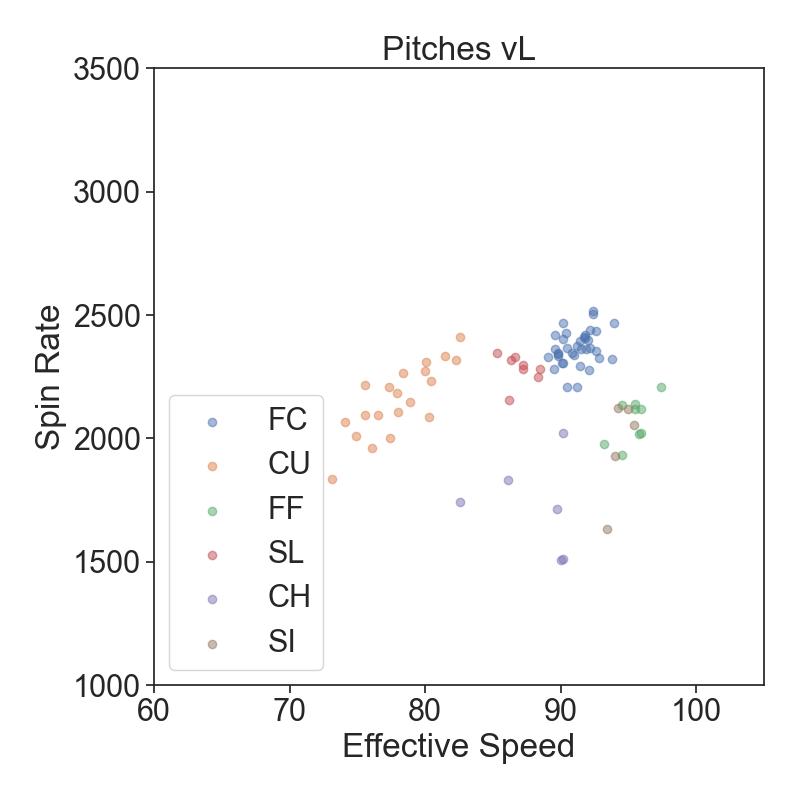 Pitches vL
3500
3000
2500
2000
1500
1000
Spin Rate
FC
CU
FF
SL
CH
SI
60 70 80 90 100
Effective Speed